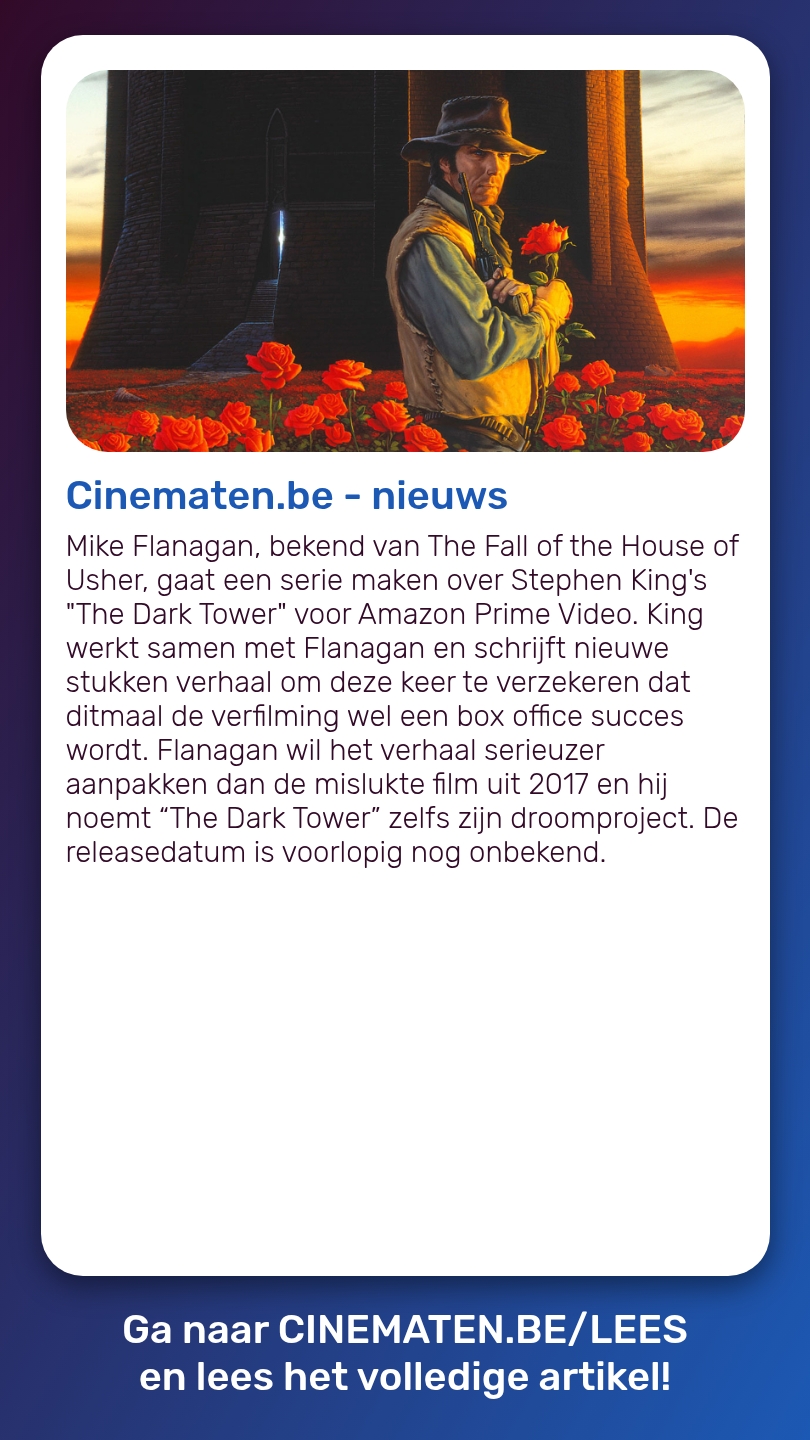 Cinematen.be - nieuws
Mike Flanagan, bekend van The Fall of the House of
Usher, gaat een serie maken over Stephen King's
"The Dark Tower" voor Amazon Prime Video. King
werkt samen met Flanagan en schrijft nieuwe
stukken verhaal om deze keer te verzekeren dat
ditmaal de verfilming wel een box office succes
wordt. Flanagan wil het verhaal serieuzer
aanpakken dan de mislukte film uit 2017 en hij
noemt “The Dark Tower” zelfs zijn droomproject. De
releasedatum is voorlopig nog onbekend.
Ga naar CINEMATEN.BE/LEES
en lees het volledige artikel!